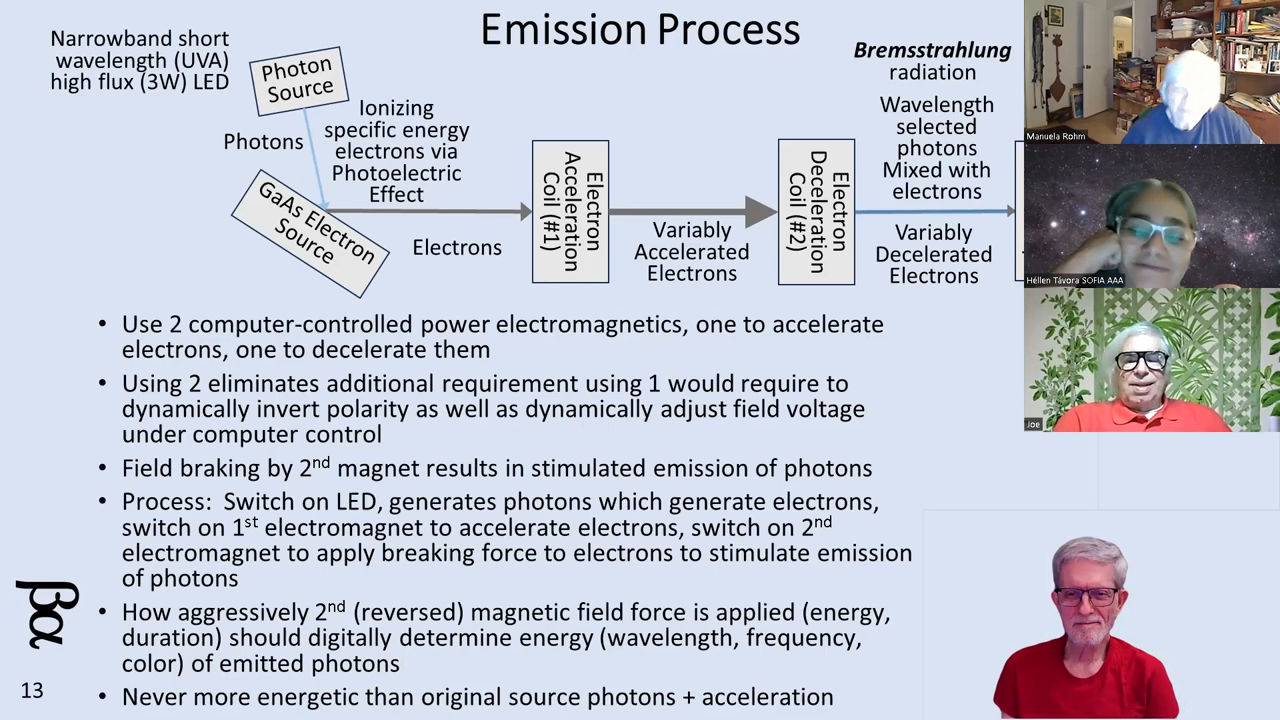 Emission Process
Narrowband short
wavelength (UVA)
high flux (3W) LED
Photon
Source
Photons
Ionizing
specific energy
electrons via
Photoelectric
Effect
GaAs Electron
Source
Electrons
Electron
Acceleration
Coil (#1)
Variably
Accelerated
Electrons
Electron
Deceleration
Coil (#2)
Bremsstrahlung
radiation
Wavelength
selected
photons
Mixed with
electrons
Variably
Decelerated
Electrons
• Use 2 computer-controlled power electromagnetics, one to accelerate
electrons, one to decelerate them
• Using 2 eliminates additional requirement using 1 would require to
dynamically invert polarity as well as dynamically adjust field voltage
under computer control
• Field braking by 2nd magnet results in stimulated emission of photons
• Process: Switch on LED, generates photons which generate electrons,
switch on 1st electromagnet to accelerate electrons, switch on 2nd
electromagnet to apply breaking force to electrons to stimulate emission
of photons
• How aggressively 2nd (reversed) magnetic field force is applied (energy,
duration) should digitally determine energy (wavelength, frequency,
color) of emitted photons
• Never more energetic than original source photons + acceleration
βα
13
Manuela Rohm
Héllen Távora SOFIA AAA
Joe